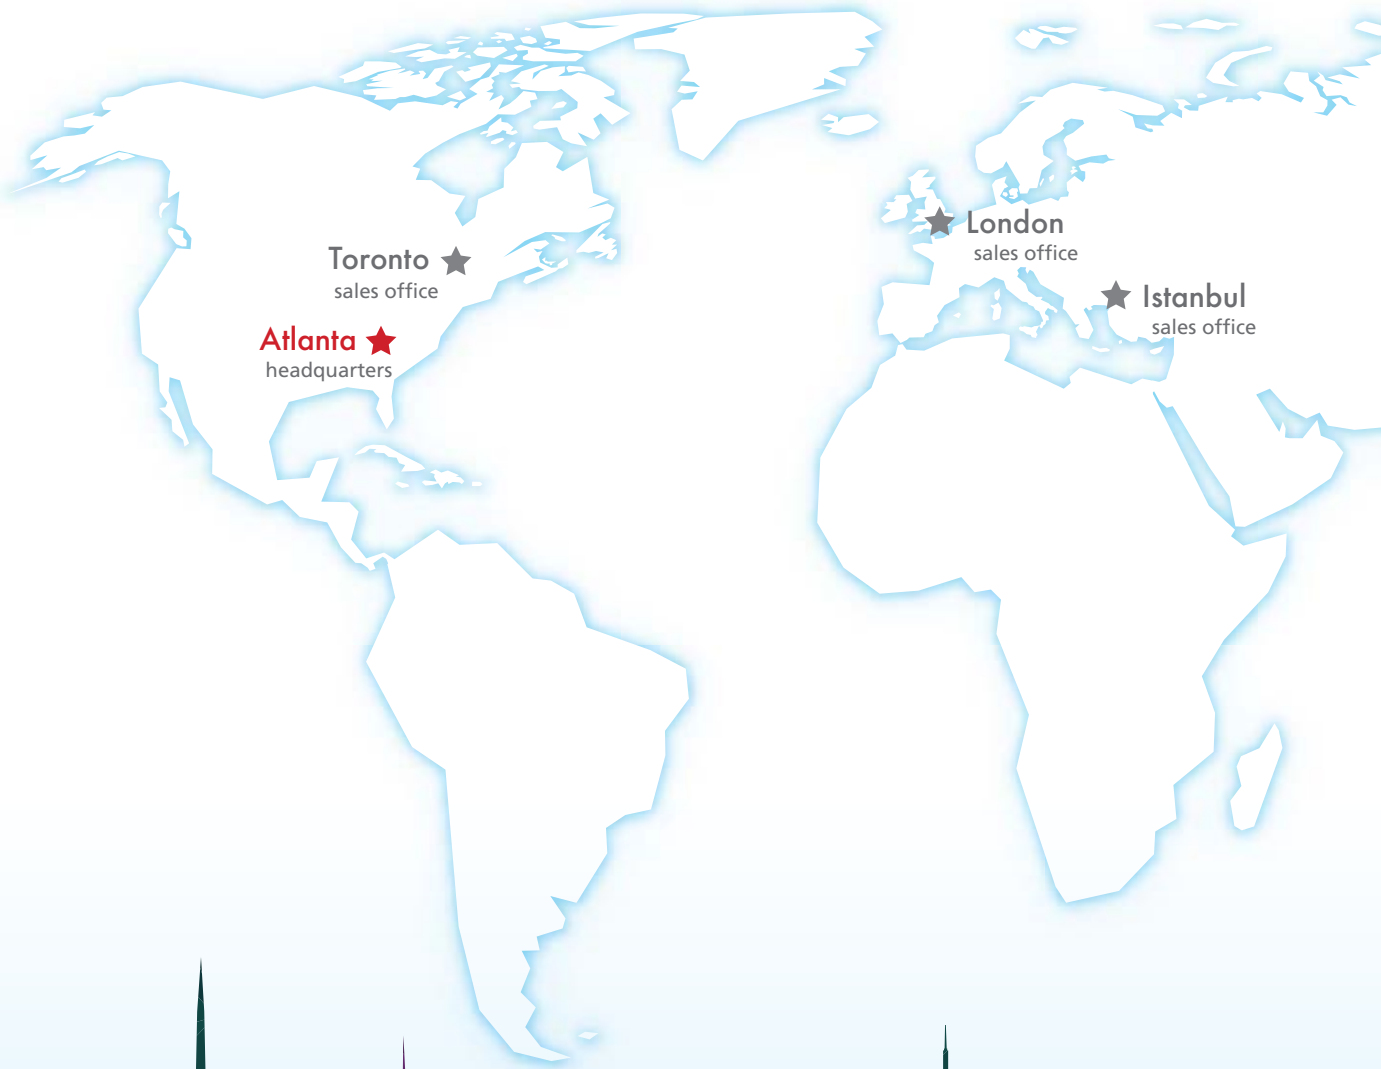 London
sales office
Toronto
sales office
Istanbul
sales office
Atlanta
headquarters